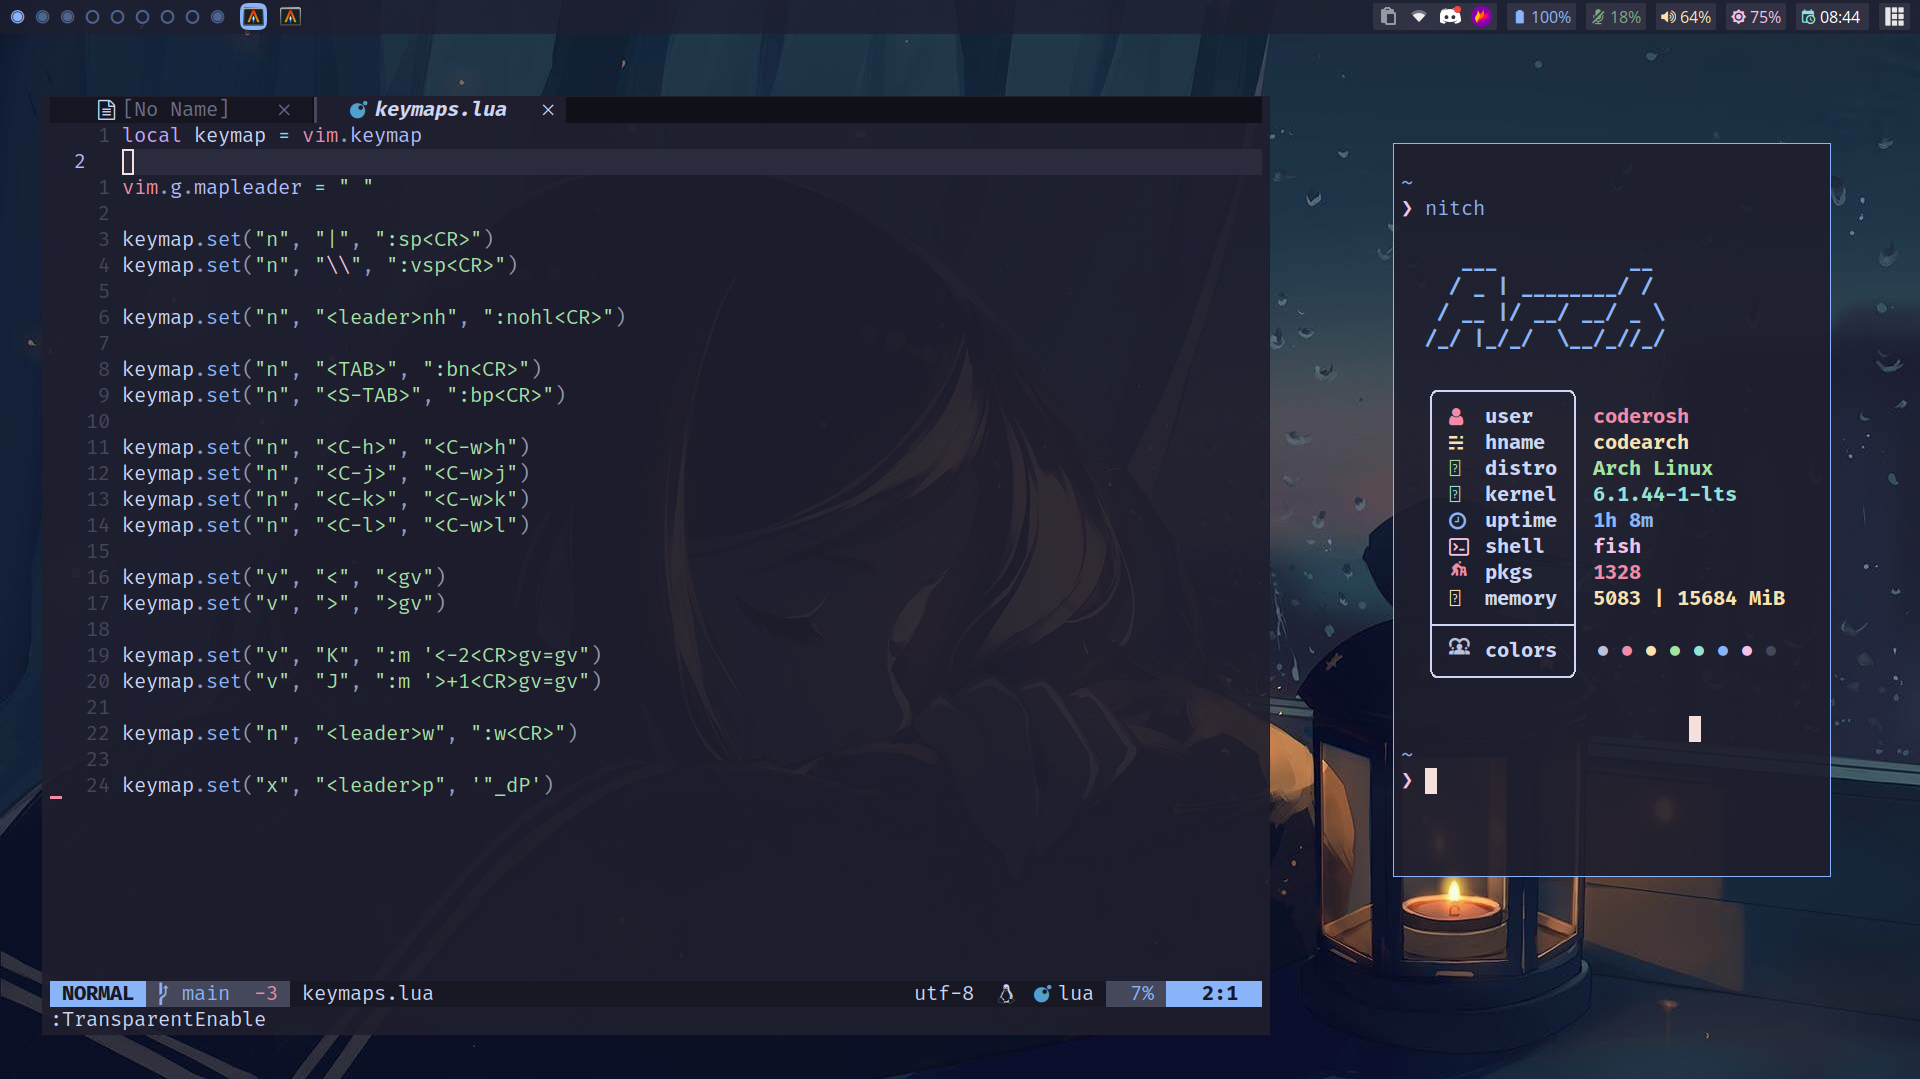 100% 18% 64% 75% 08:44
[No Name] × keymaps.lua ×
1 local keymap = vim.keymap
2
1 vim.g.mapleader = " "
2
3 keymap.set("n", "|", ":sp<CR>")
4 keymap.set("n", "\\", ":vsp<CR>")
5
6 keymap.set("n", "<leader>nh", ":nohl<CR>")
7
8 keymap.set("n", "<TAB>", ":bn<CR>")
9 keymap.set("n", "<S-TAB>", ":bp<CR>")
10
11 keymap.set("n", "<C-h>", "<C-w>h")
12 keymap.set("n", "<C-j>", "<C-w>j")
13 keymap.set("n", "<C-k>", "<C-w>k")
14 keymap.set("n", "<C-l>", "<C-w>l")
15
16 keymap.set("v", "<", "<gv")
17 keymap.set("v", ">", ">gv")
18
19 keymap.set("v", "K", ":m '<-2<CR>gv=gv")
20 keymap.set("v", "J", ":m '>+1<CR>gv=gv")
21
22 keymap.set("n", "<leader>w", ":w<CR>")
23
24 keymap.set("x", "<leader>p", '"_dP')
NORMAL main -3 keymaps.lua utf-8 lua 7% 2:1
:TransparentEnable
~
❯ nitch
Arch
user coderosh
hname codearch
distro Arch Linux
kernel 6.1.44-1-lts
uptime 1h 8m
shell fish
pkgs 1328
memory 5083 | 15684 MiB
colors
~
❯